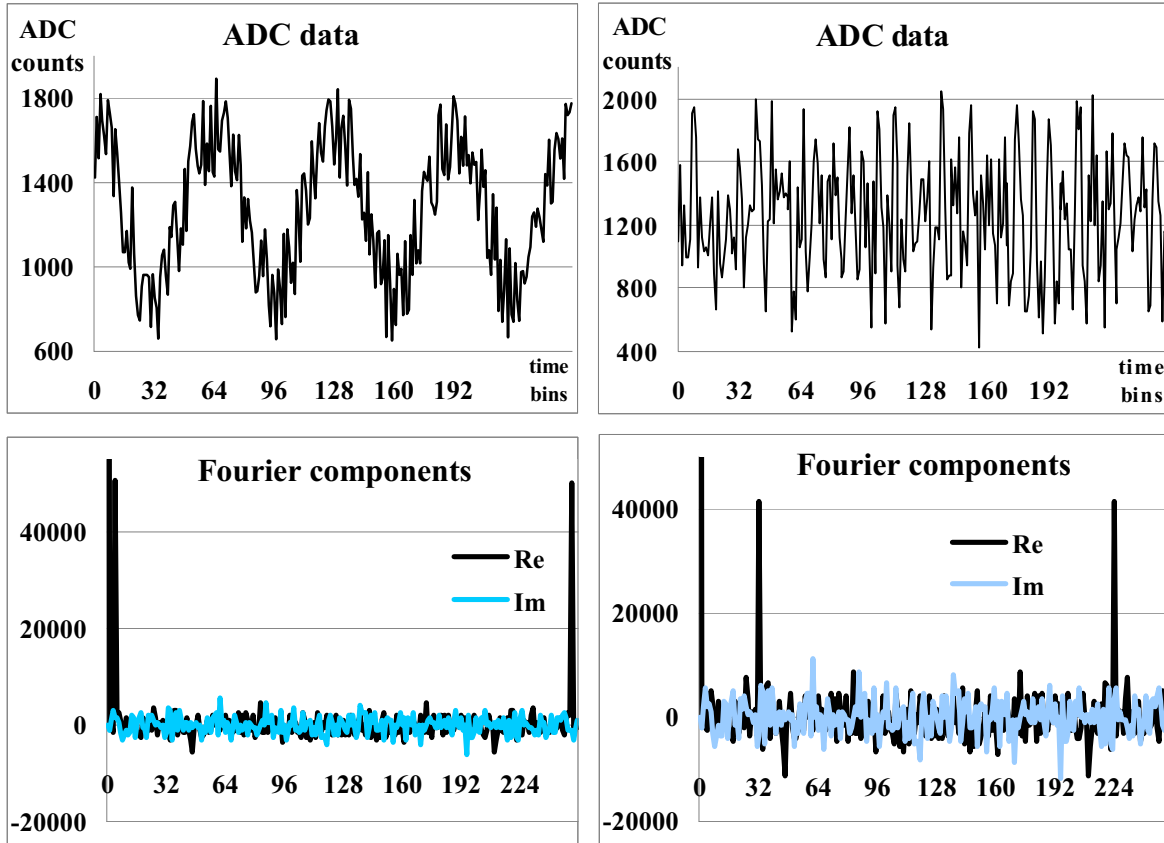 ADC
counts
ADC data
1800
1400
1000
600
time
bins
0 32 64 96 128 160 192
ADC
counts
ADC data
2000
1600
1200
800
400
time
bins
0 32 64 96 128 160 192
Fourier components
40000
20000
0
-20000
Re
Im
0 32 64 96 128 160 192 224
Fourier components
40000
20000
0
-20000
Re
Im
0 32 64 96 128 160 192 224